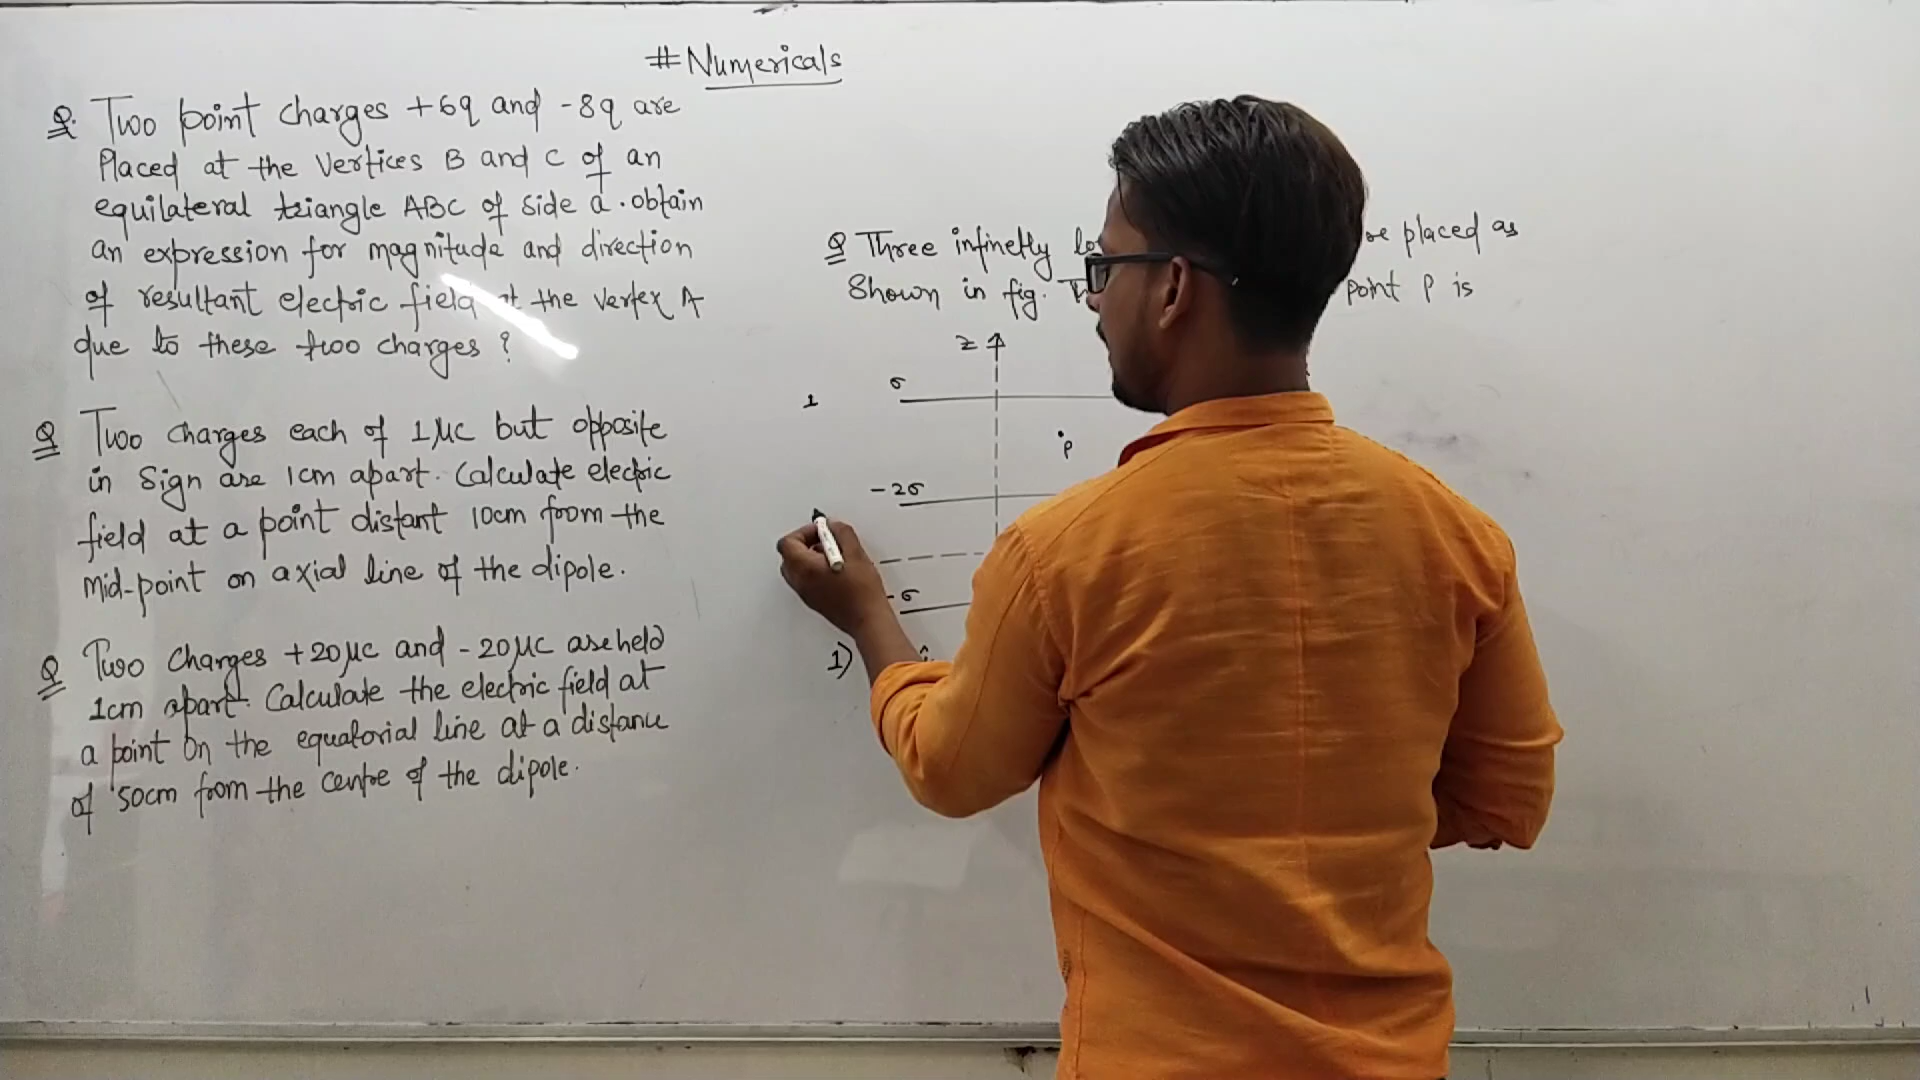 # Numericals
Q. Two point charges +6q and -8q are
Placed at the vertices B and C of an
equilateral triangle ABC of side a. obtain
an expression for magnitude and direction
of resultant electric field at the vertex A
due to these two charges ?
Q Two charges each of 1μC but opposite
in Sign are 1cm apart. Calculate electric
field at a point distant 10cm from the
mid-point on axial line of the dipole.
Q Two Charges +20μC and -20μC are held
1cm apart. Calculate the electric field at
a point on the equatorial line at a distance
of 50cm from the centre of the dipole.
Q Three infinetly placed as
Shown in fig. point P is
z
σ
1
P
-2σ
-σ
1)